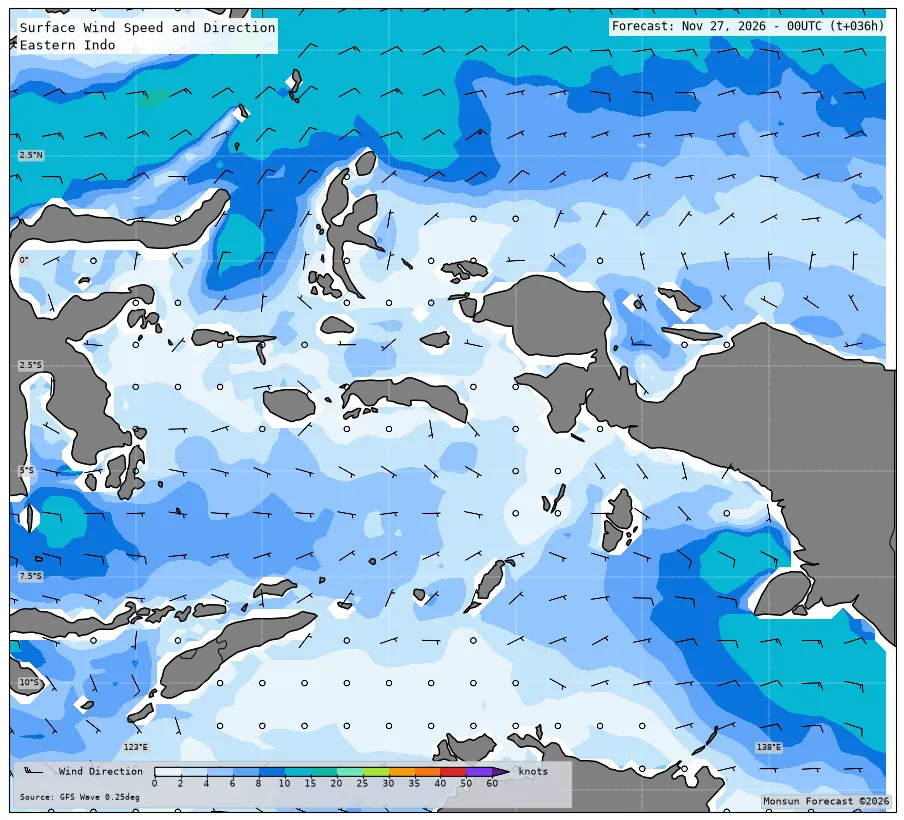 Surface Wind Speed and Direction
Eastern Indo
Forecast: Nov 27, 2026 - 00UTC (t+036h)
2.5°N
0°
2.5°S
5°S
7.5°S
10°S
123°E
138°E
Wind Direction
0 2 4 6 8 10 15 20 25 30 35 40 50 60
knots
Source: GFS Wave 0.25deg
Monsun Forecast ©2026